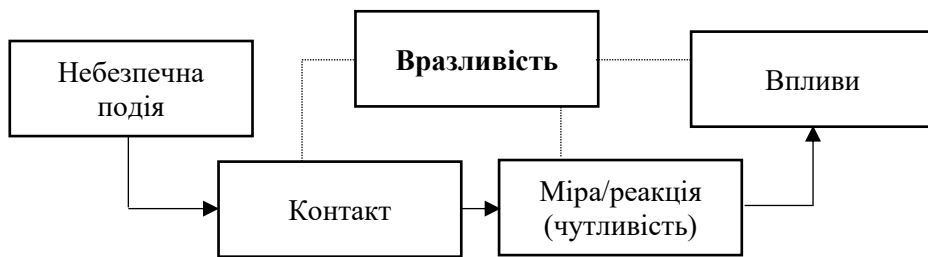 Небезпечна
подія
Вразливість
Впливи
Контакт
Міра/реакція
(чутливість)